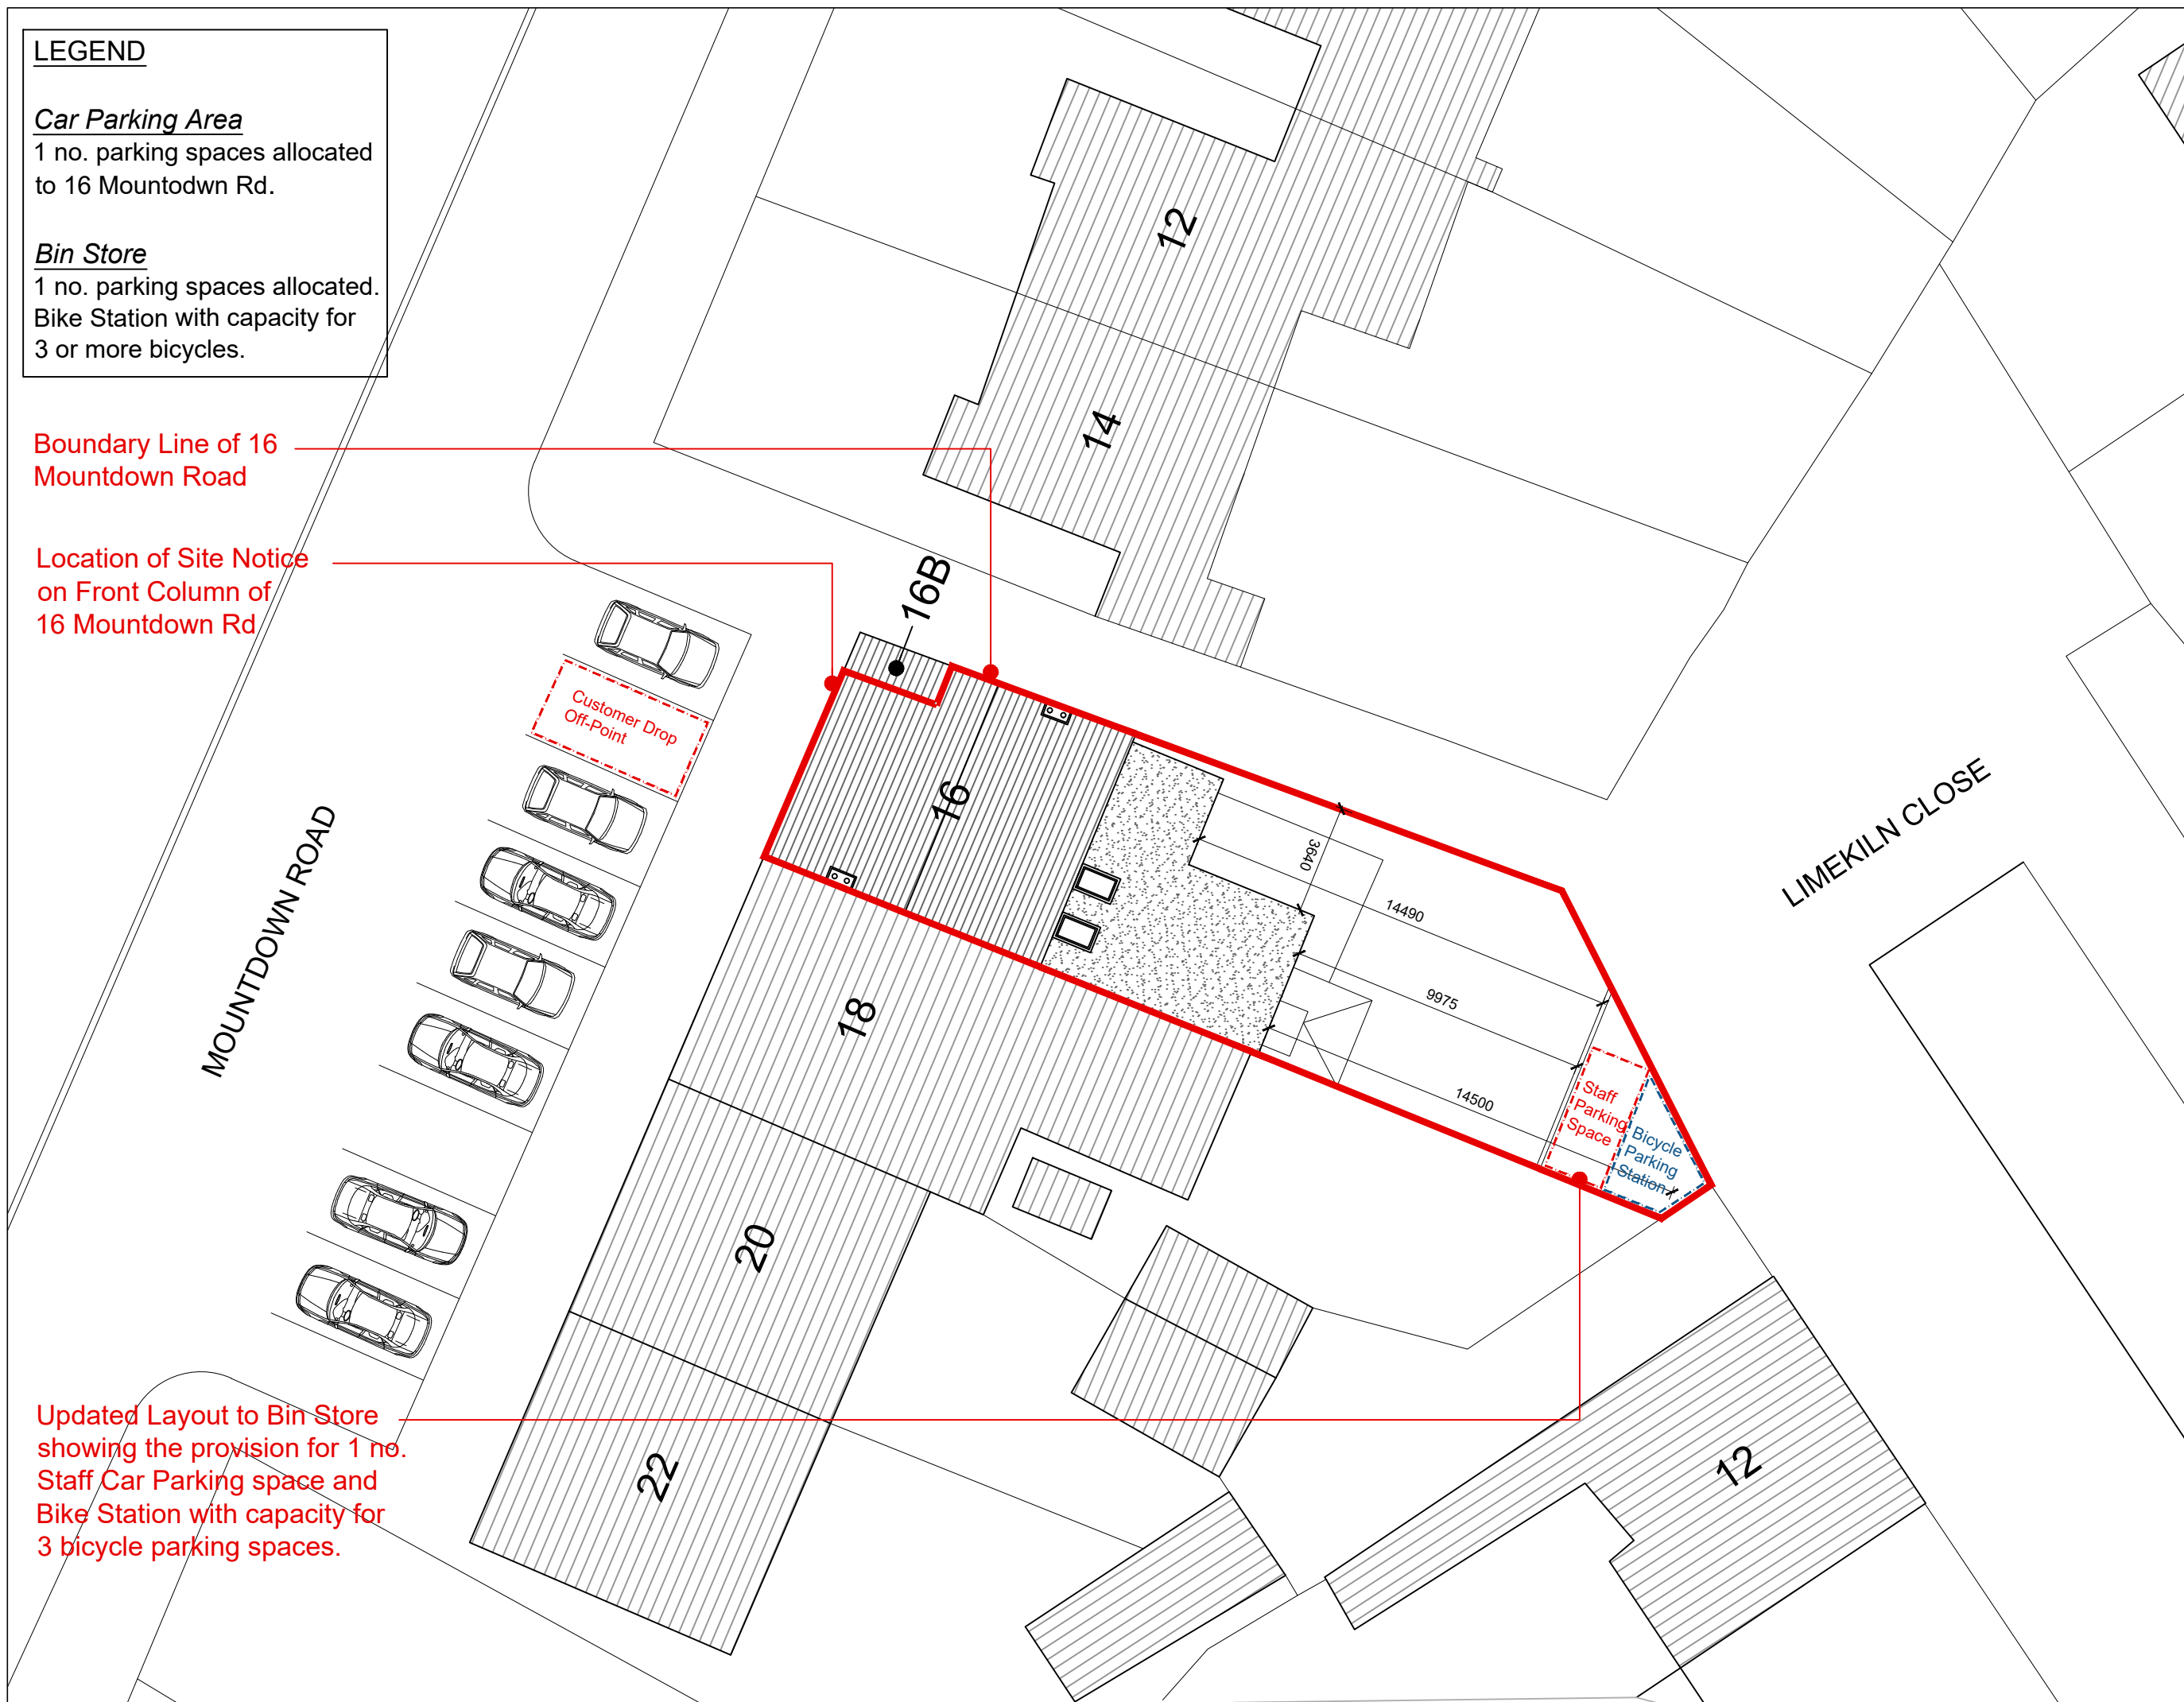 LEGEND
Car Parking Area
1 no. parking spaces allocated
to 16 Mountodwn Rd.
Bin Store
1 no. parking spaces allocated.
Bike Station with capacity for
3 or more bicycles.
Boundary Line of 16
Mountdown Road
Location of Site Notice
on Front Column of
16 Mountdown Rd
12
14
16B
Customer Drop
Off-Point
16
3640
14490
9975
14500
LIMEKILN CLOSE
MOUNTDOWN ROAD
Staff
Parking
Space
Bicycle
Parking
Station
18
20
22
12
Updated Layout to Bin Store
showing the provision for 1 no.
Staff Car Parking space and
Bike Station with capacity for
3 bicycle parking spaces.